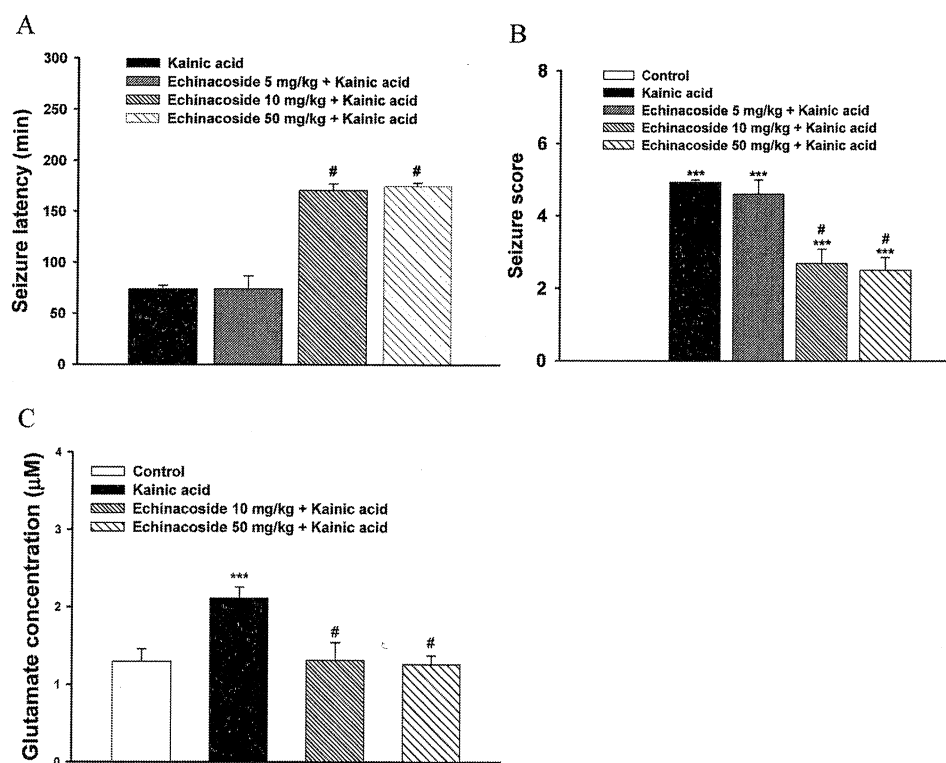 A
Seizure latency (min)
300
250
200
150
100
50
0
Kainic acid
Echinacoside 5 mg/kg + Kainic acid
Echinacoside 10 mg/kg + Kainic acid
Echinacoside 50 mg/kg + Kainic acid
#
#
B
Seizure score
8
6
4
2
0
Control
Kainic acid
Echinacoside 5 mg/kg + Kainic acid
Echinacoside 10 mg/kg + Kainic acid
Echinacoside 50 mg/kg + Kainic acid
***
***
#
***
#
***
C
Glutamate concentration (μM)
4
3
2
1
0
Control
Kainic acid
Echinacoside 10 mg/kg + Kainic acid
Echinacoside 50 mg/kg + Kainic acid
***
#
#